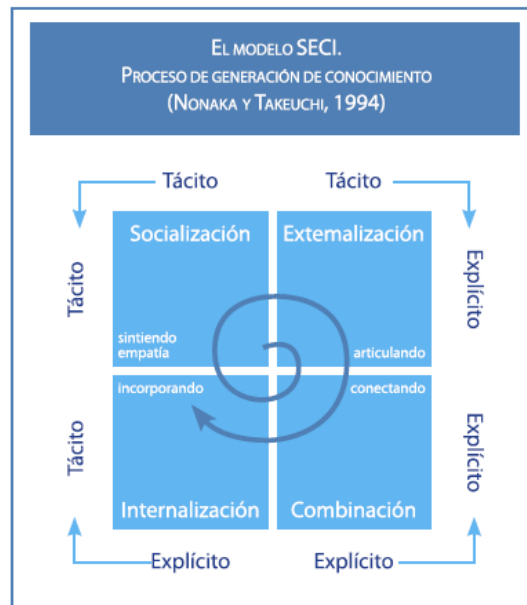 EL MODELO SECI.
PROCESO DE GENERACIÓN DE CONOCIMIENTO
(NONAKA Y TAKEUCHI, 1994)
Tácito
Tácito
Socialización
Extemalización
Tácito
Explícito
sintiendo
empatía
articulando
incorporando
conectando
Tácito
Explícito
Internalización
Combinación
Explícito
Explícito